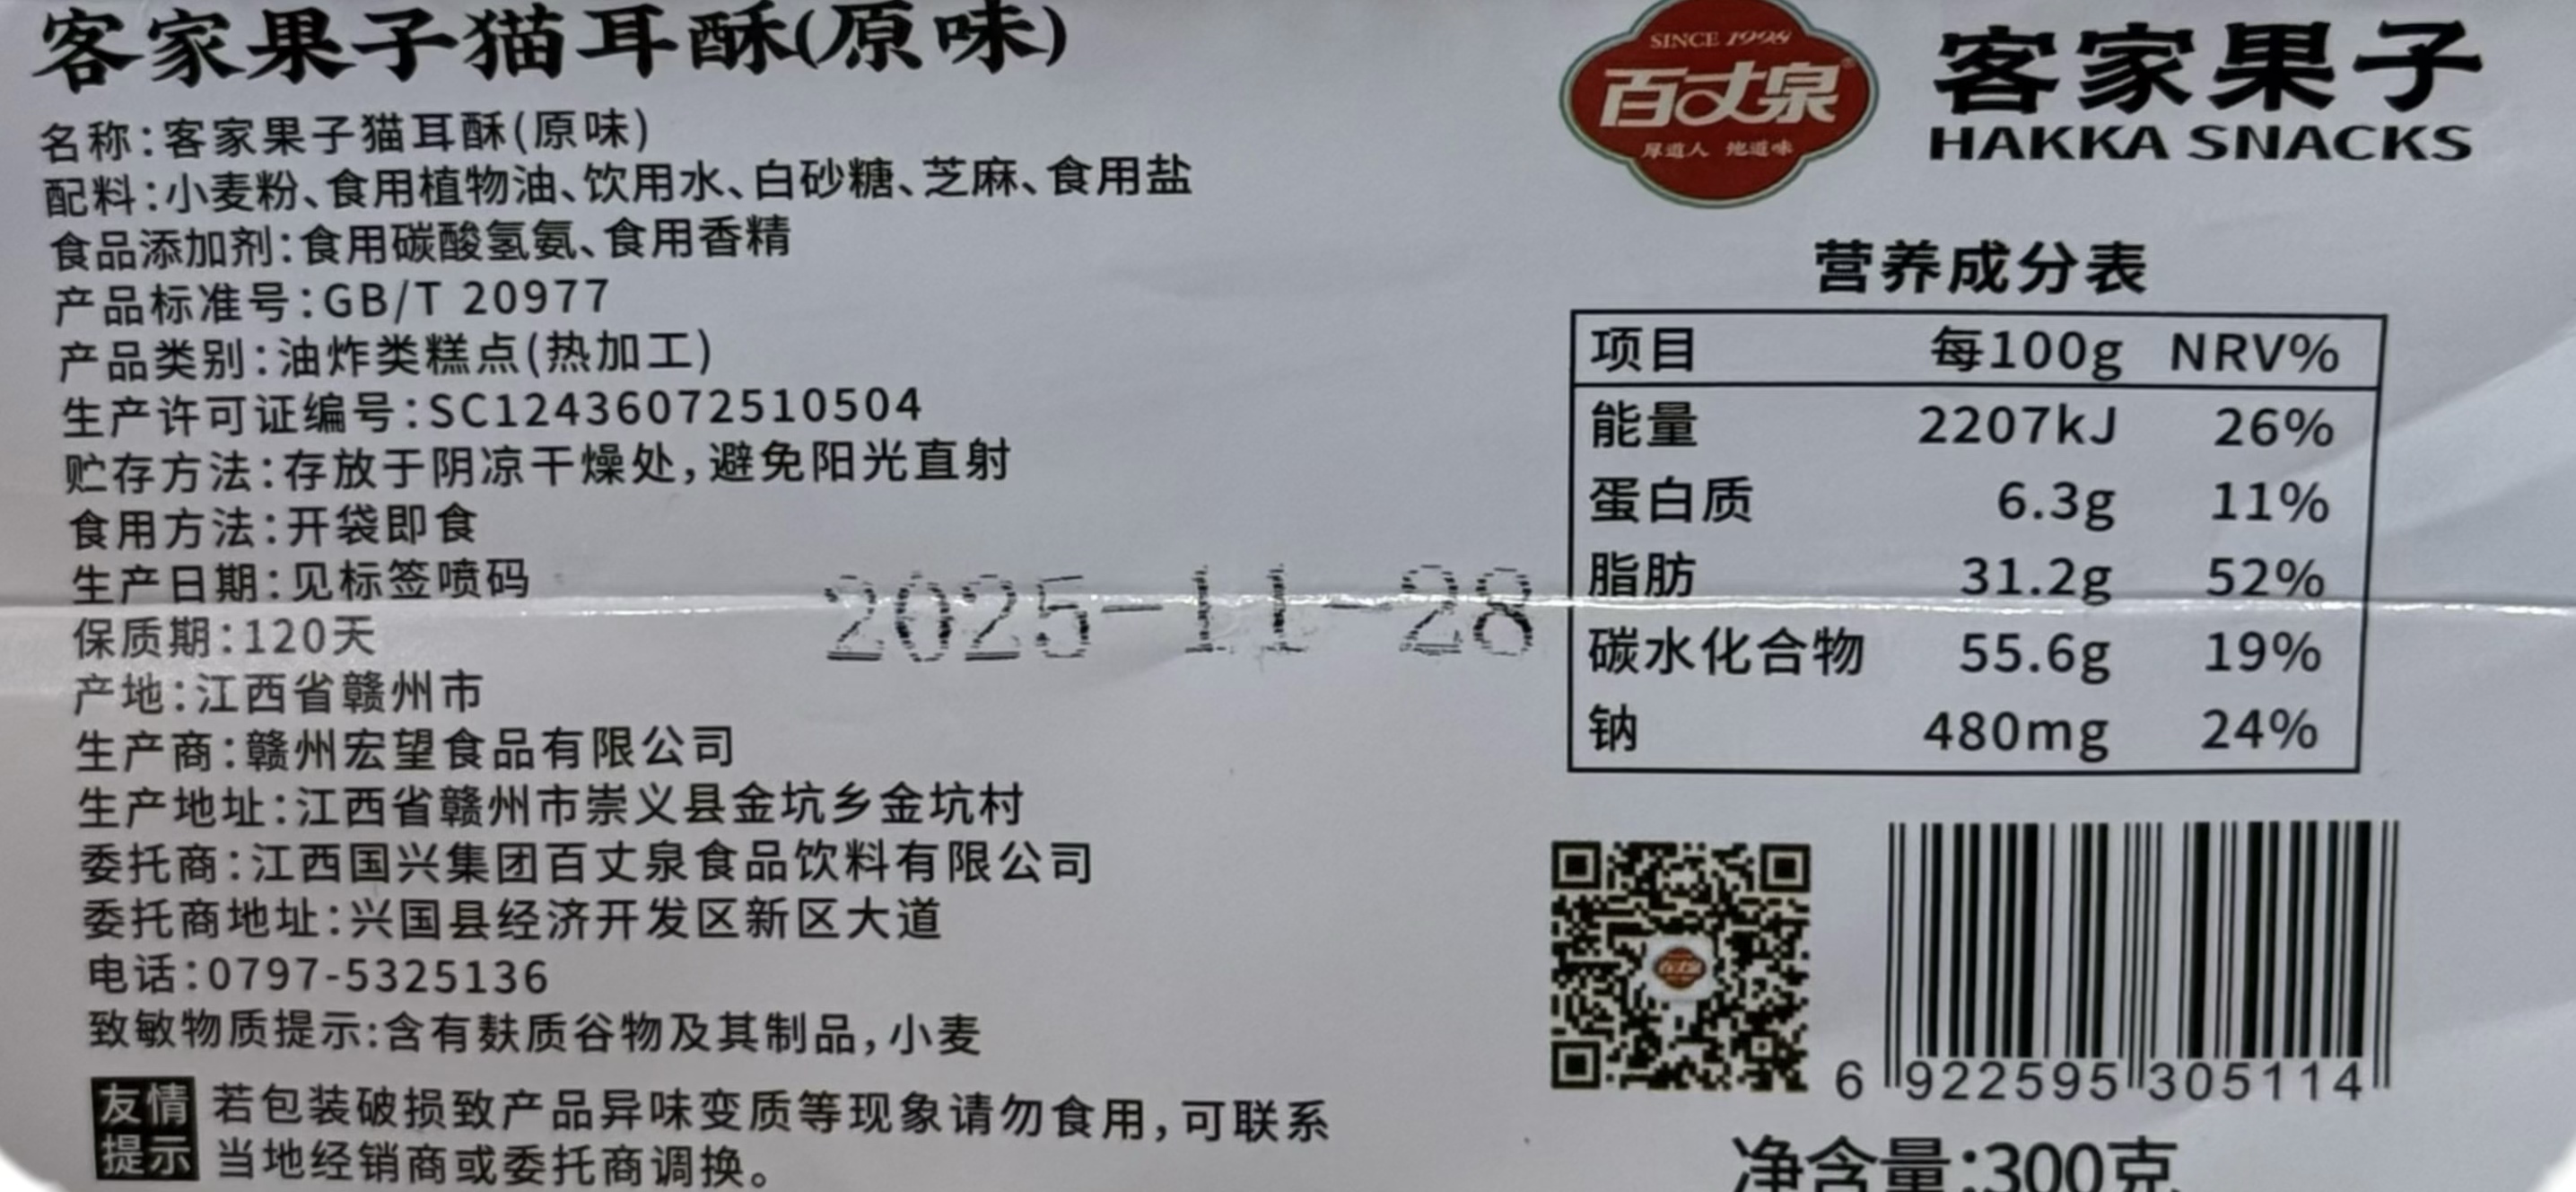 客家果子猫耳酥(原味)
名称:客家果子猫耳酥(原味)
配料:小麦粉、食用植物油、饮用水、白砂糖、芝麻、食用盐
食品添加剂:食用碳酸氢氨、食用香精
产品标准号:GB/T 20977
产品类别:油炸类糕点(热加工)
生产许可证编号:SC12436072510504
贮存方法:存放于阴凉干燥处,避免阳光直射
食用方法:开袋即食
生产日期:见标签喷码
2025-11-28
保质期:120天
产地:江西省赣州市
生产商:赣州宏望食品有限公司
生产地址:江西省赣州市崇义县金坑乡金坑村
委托商:江西国兴集团百丈泉食品饮料有限公司
委托商地址:兴国县经济开发区新区大道
电话:0797-5325136
致敏物质提示:含有麸质谷物及其制品,小麦
友情提示
若包装破损致产品异味变质等现象请勿食用,可联系
当地经销商或委托商调换。
SINCE 1998
百丈泉®
厚道人 地道味
客家果子
HAKKA SNACKS
营养成分表
项目 每100g NRV%
能量 2207kJ 26%
蛋白质 6.3g 11%
脂肪 31.2g 52%
碳水化合物 55.6g 19%
钠 480mg 24%
百丈泉
6 922595 305114
净含量:300克